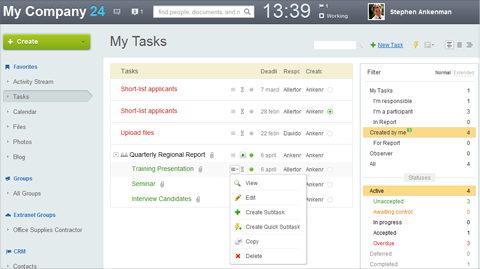 My Company 24
1
find people, documents, and m
13:39
1
Working
Stephen Ankenman
+ Create
Favorites
Activity Stream
Tasks
Calendar
Files
Photos
Blog
Groups
All Groups
Extranet Groups
Office Supplies Contractor
CRM
Contacts
My Tasks
New Task
Tasks Deadli Respo Creato
Short-list applicants 7 marcl Allertor Ankenr
Short-list applicants 28 febr Allertor Ankenr
Upload files 22 febr Davido Ankenr
Quarterly Regional Report 6 april Ankenr Ankenr
Training Presentation 6 april Allertor Ankenr
Seminar
Interview Candidates
View
Edit
Create Subtask
Create Quick Subtask
Copy
Delete
Filter Normal Extended
My Tasks 1
I'm responsible 1
I'm a participant 3
In Report 0
Created by me 4
For Report 0
Observer 0
All 4
Statuses
Active 4
Unaccepted 2
Awaiting control 0
In progress 0
Accepted 1
Overdue 3
Deferred 0
Completed 1